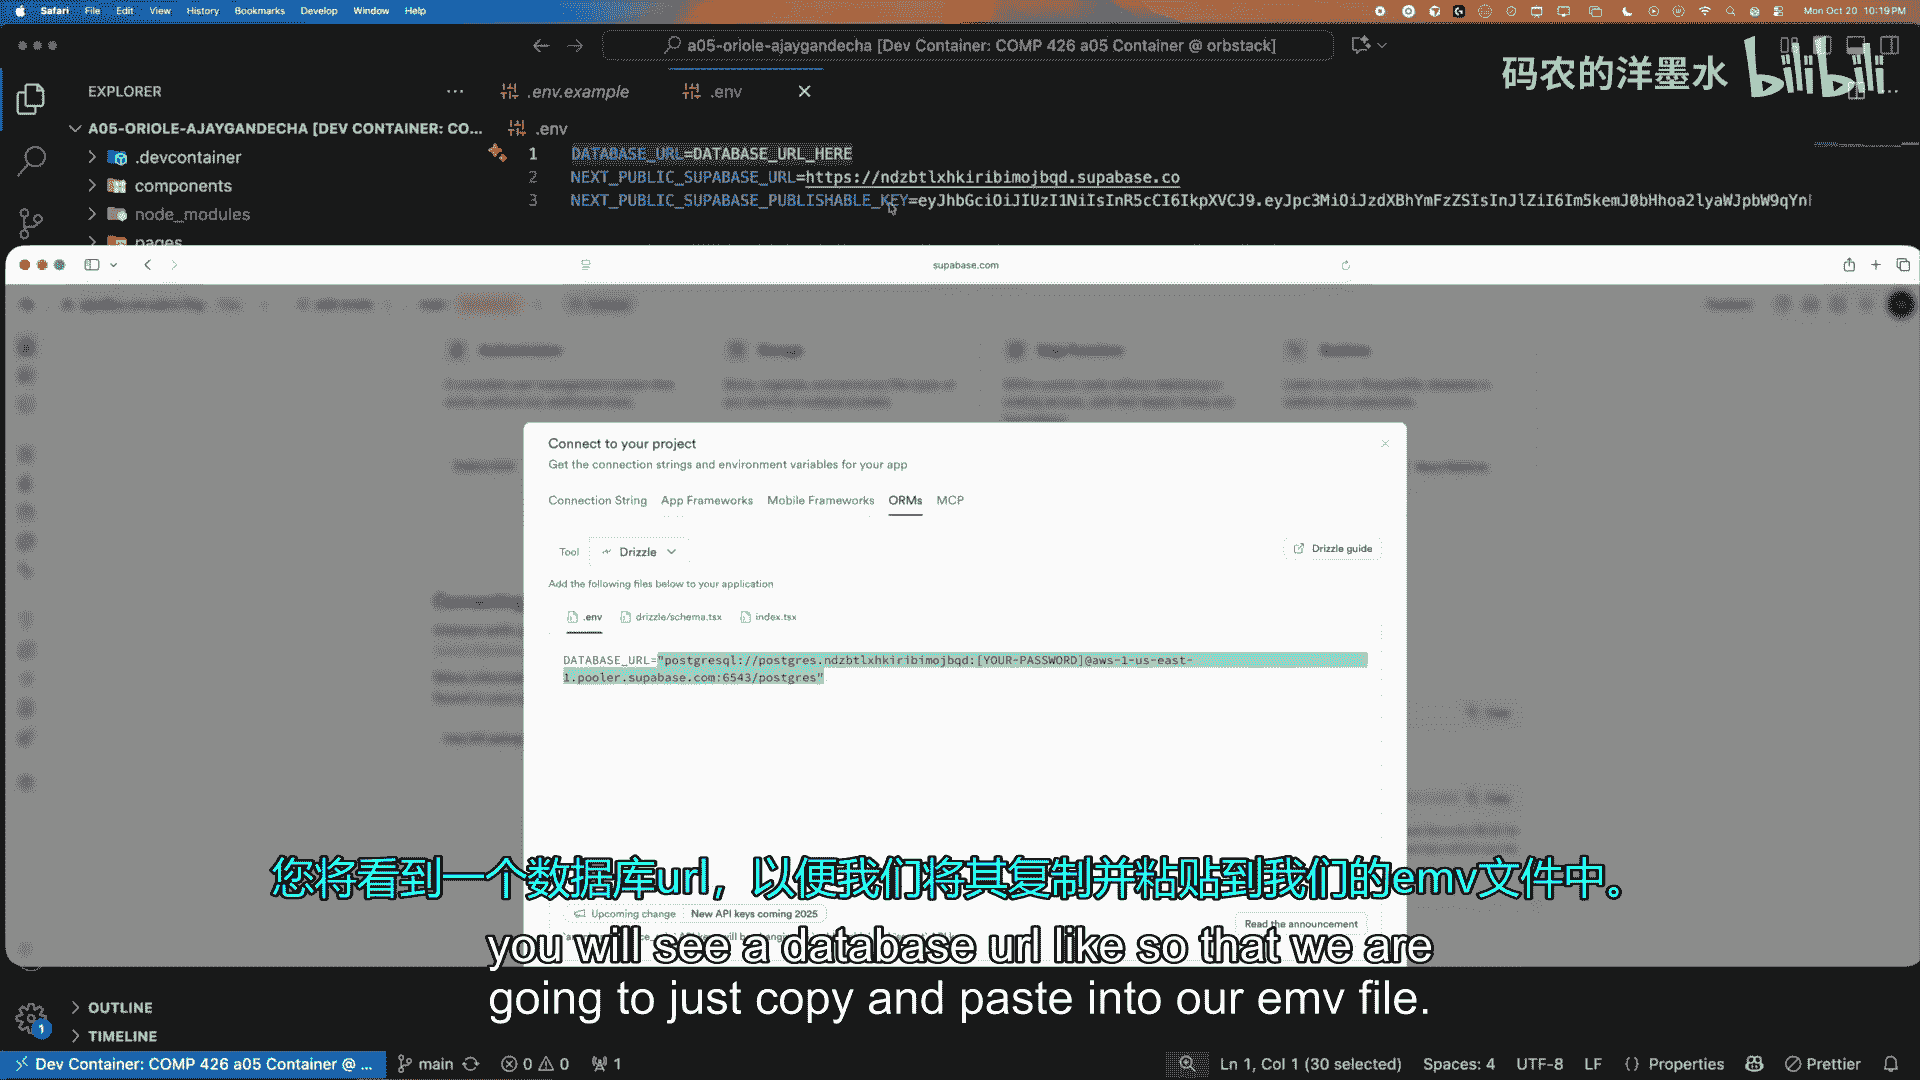 Safari File Edit View History Bookmarks Develop Window Help
Mon Oct 20 10:19 PM
a05-oriole-ajaygandecha [Dev Container: COMP 426 a05 Container @ orbstack]
码农的洋墨水 bilibili
EXPLORER
.env.example
.env
A05-ORIOLE-AJAYGANDECHA [DEV CONTAINER: CO...
.env
.devcontainer
components
node_modules
pages
1 DATABASE_URL=DATABASE_URL_HERE
2 NEXT_PUBLIC_SUPABASE_URL=https://ndzbtlxhkiribimojbqd.supabase.co
3 NEXT_PUBLIC_SUPABASE_PUBLISHABLE_KEY=
supabase.com
Connect to your project
Get the connection strings and environment variables for your app
Connection String App Frameworks Mobile Frameworks ORMs MCP
Tool Drizzle
Drizzle guide
Add the following files below to your application
.env drizzle/schema.tsx index.tsx
DATABASE_URL="postgresql://postgres.ndzbtlxhkiribimojbqd:[YOUR-PASSWORD]@aws-1-us-east-
1.pooler.supabase.com:6543/postgres"
您将看到一个数据库url，以便我们将其复制并粘贴到我们的emv文件中。
Upcoming change New API keys coming 2025
Read the announcement
you will see a database url like so that we are
going to just copy and paste into our emv file.
OUTLINE
TIMELINE
1
Dev Container: COMP 426 a05 Container @ ... main 0 0 1
Ln 1, Col 1 (30 selected) Spaces: 4 UTF-8 LF {} Properties Prettier